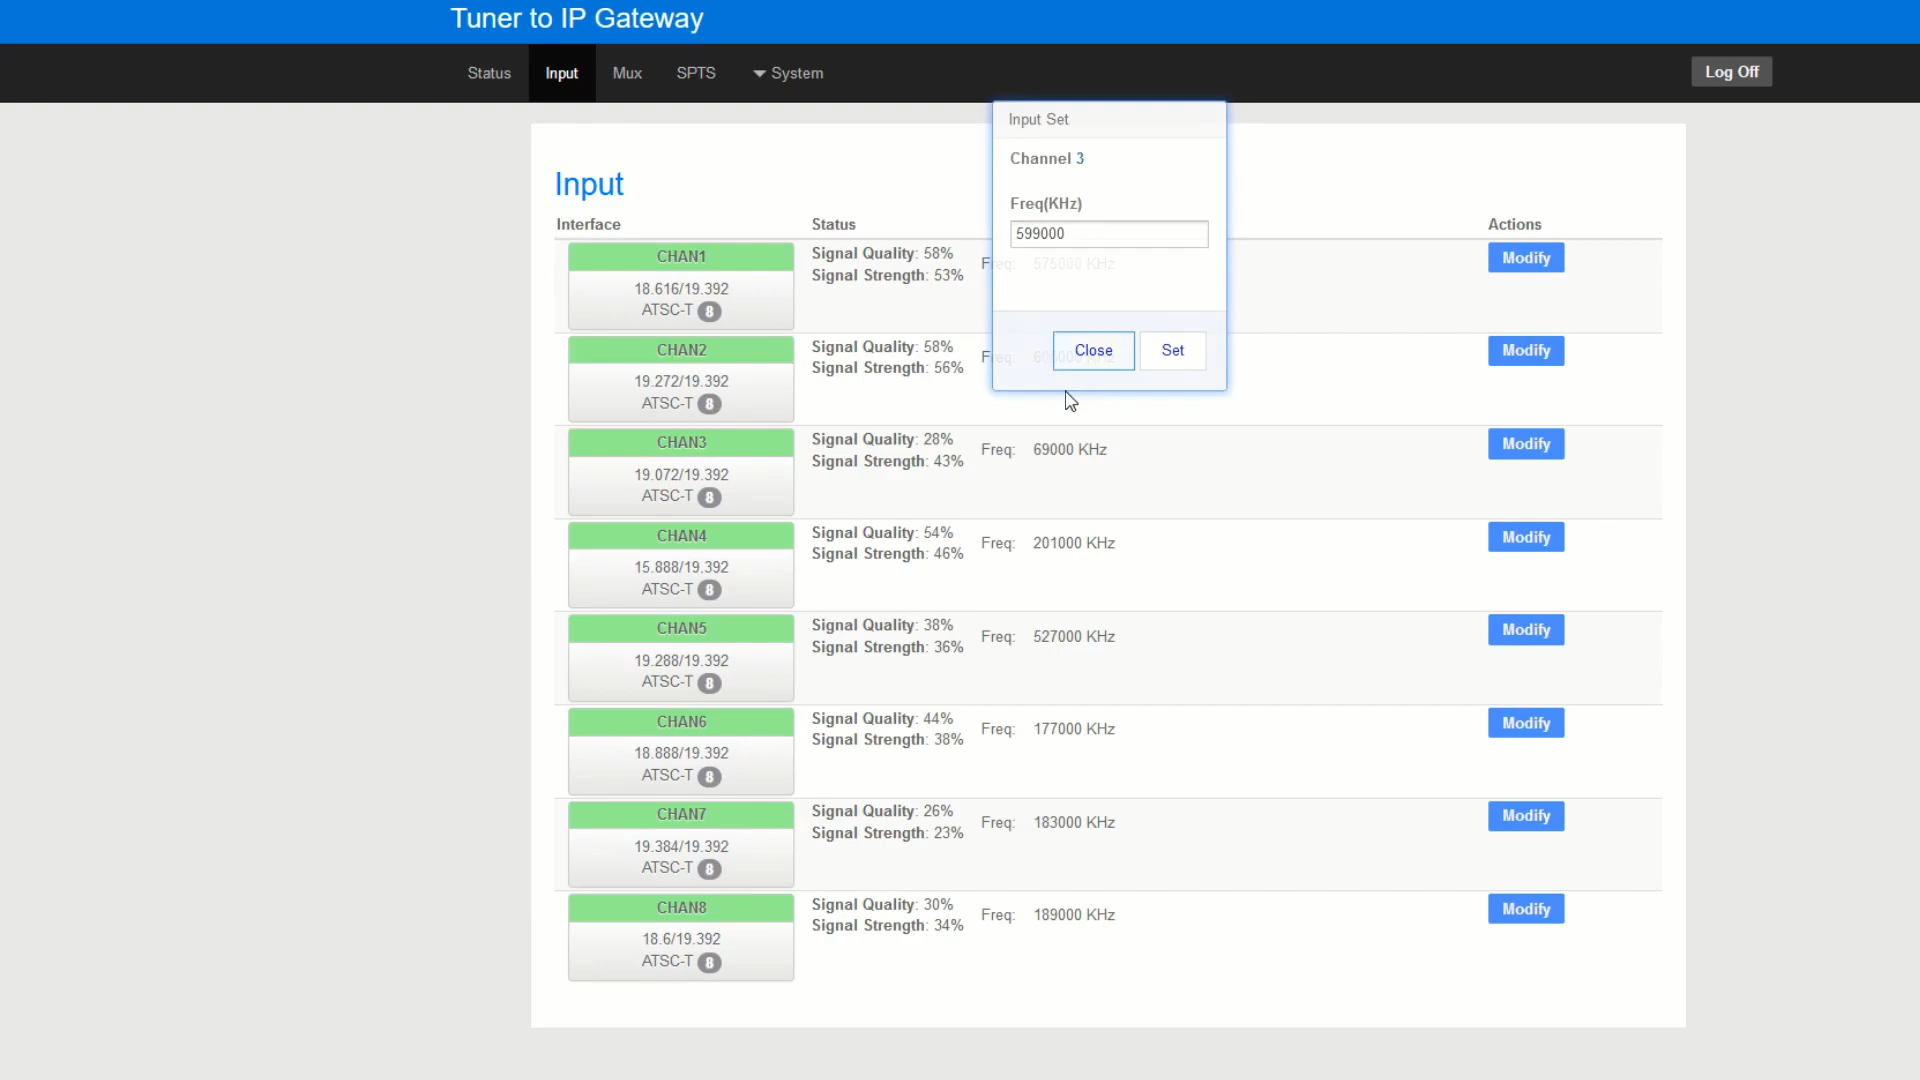 Tuner to IP Gateway
Status Input Mux SPTS System Log Off
Input Set
Channel 3
Freq(KHz)
599000
Close Set
Input
Interface Status Actions
CHAN1
18.616/19.392
ATSC-T 8
Signal Quality: 58%
Signal Strength: 53%
Freq: 575000 KHz
Modify
CHAN2
19.272/19.392
ATSC-T 8
Signal Quality: 58%
Signal Strength: 56%
Modify
CHAN3
19.072/19.392
ATSC-T 8
Signal Quality: 28%
Signal Strength: 43%
Freq: 69000 KHz
Modify
CHAN4
15.888/19.392
ATSC-T 8
Signal Quality: 54%
Signal Strength: 46%
Freq: 201000 KHz
Modify
CHAN5
19.288/19.392
ATSC-T 8
Signal Quality: 38%
Signal Strength: 36%
Freq: 527000 KHz
Modify
CHAN6
18.888/19.392
ATSC-T 8
Signal Quality: 44%
Signal Strength: 38%
Freq: 177000 KHz
Modify
CHAN7
19.384/19.392
ATSC-T 8
Signal Quality: 26%
Signal Strength: 23%
Freq: 183000 KHz
Modify
CHAN8
18.6/19.392
ATSC-T 8
Signal Quality: 30%
Signal Strength: 34%
Freq: 189000 KHz
Modify